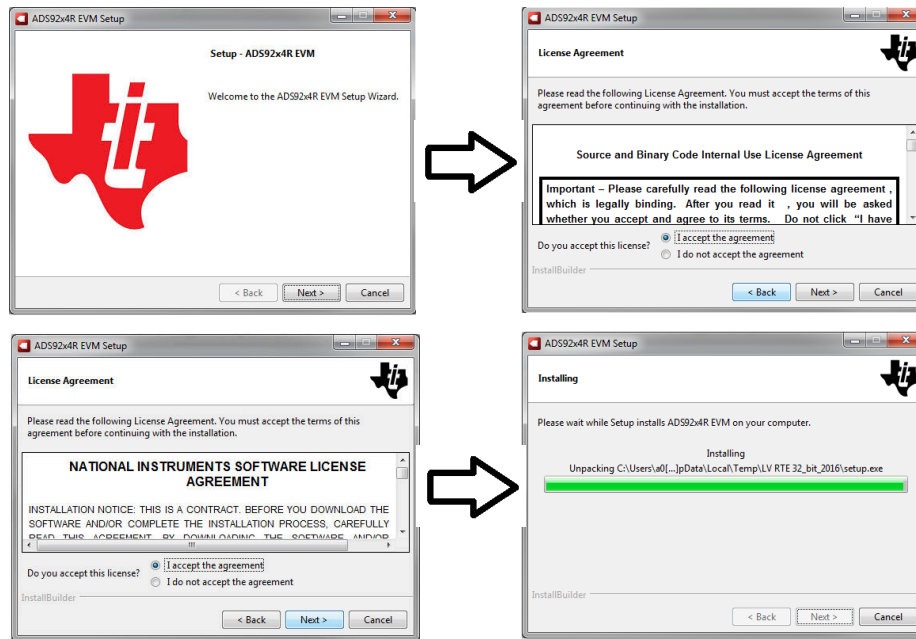 ADS92x4R EVM Setup
Setup - ADS92x4R EVM
Welcome to the ADS92x4R EVM Setup Wizard.
< Back
Next >
Cancel
ADS92x4R EVM Setup
License Agreement
Please read the following License Agreement. You must accept the terms of this
agreement before continuing with the installation.
Source and Binary Code Internal Use License Agreement
Important – Please carefully read the following license agreement ,
which is legally binding. After you read it , you will be asked
whether you accept and agree to its terms. Do not click “I have
Do you accept this license?
I accept the agreement
I do not accept the agreement
InstallBuilder
< Back
Next >
Cancel
ADS92x4R EVM Setup
License Agreement
Please read the following License Agreement. You must accept the terms of this
agreement before continuing with the installation.
NATIONAL INSTRUMENTS SOFTWARE LICENSE
AGREEMENT
INSTALLATION NOTICE: THIS IS A CONTRACT. BEFORE YOU DOWNLOAD THE
SOFTWARE AND/OR COMPLETE THE INSTALLATION PROCESS, CAREFULLY
READ THIS AGREEMENT. BY DOWNLOADING THE SOFTWARE AND/OR
Do you accept this license?
I accept the agreement
I do not accept the agreement
InstallBuilder
< Back
Next >
Cancel
ADS92x4R EVM Setup
Installing
Please wait while Setup installs ADS92x4R EVM on your computer.
Installing
Unpacking C:\Users\a0[...]pData\Local\Temp\LV RTE 32_bit_2016\setup.exe
InstallBuilder
< Back
Next >
Cancel